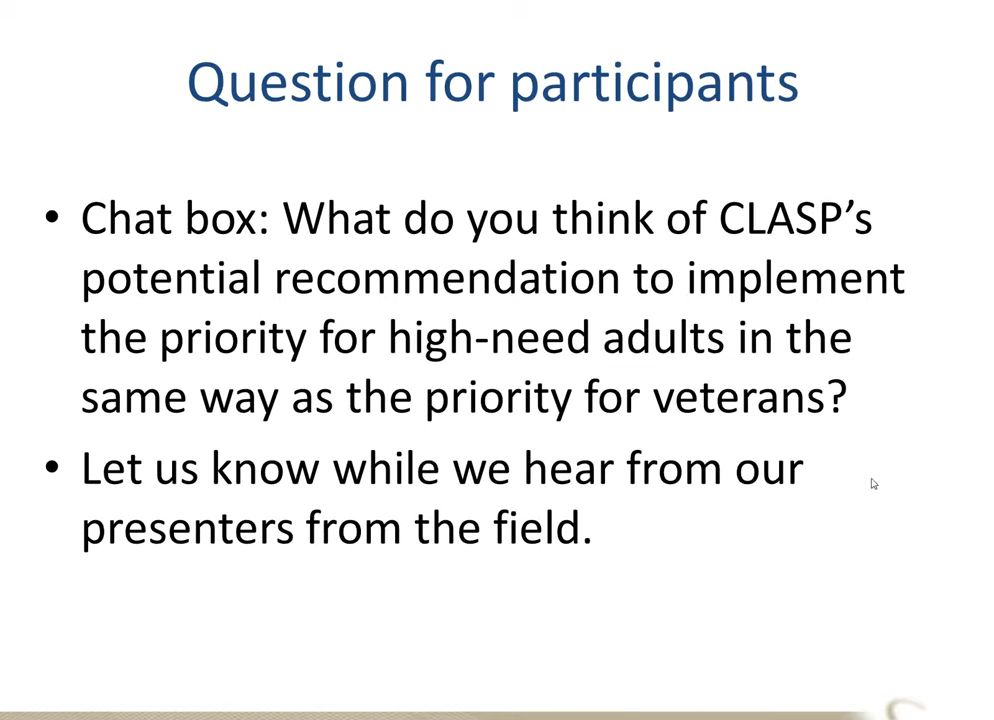 Question for participants
• Chat box: What do you think of CLASP’s
potential recommendation to implement
the priority for high-need adults in the
same way as the priority for veterans?
• Let us know while we hear from our
presenters from the field.